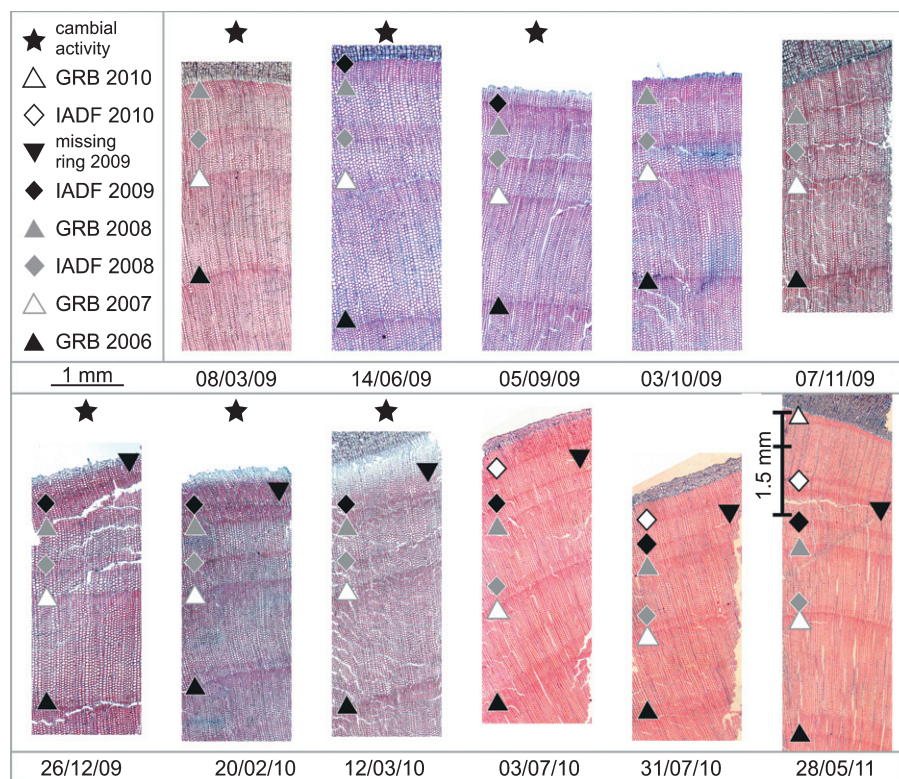 cambial
activity
GRB 2010
IADF 2010
missing
ring 2009
IADF 2009
GRB 2008
IADF 2008
GRB 2007
GRB 2006
1 mm
08/03/09
14/06/09
05/09/09
03/10/09
07/11/09
1.5 mm
26/12/09
20/02/10
12/03/10
03/07/10
31/07/10
28/05/11